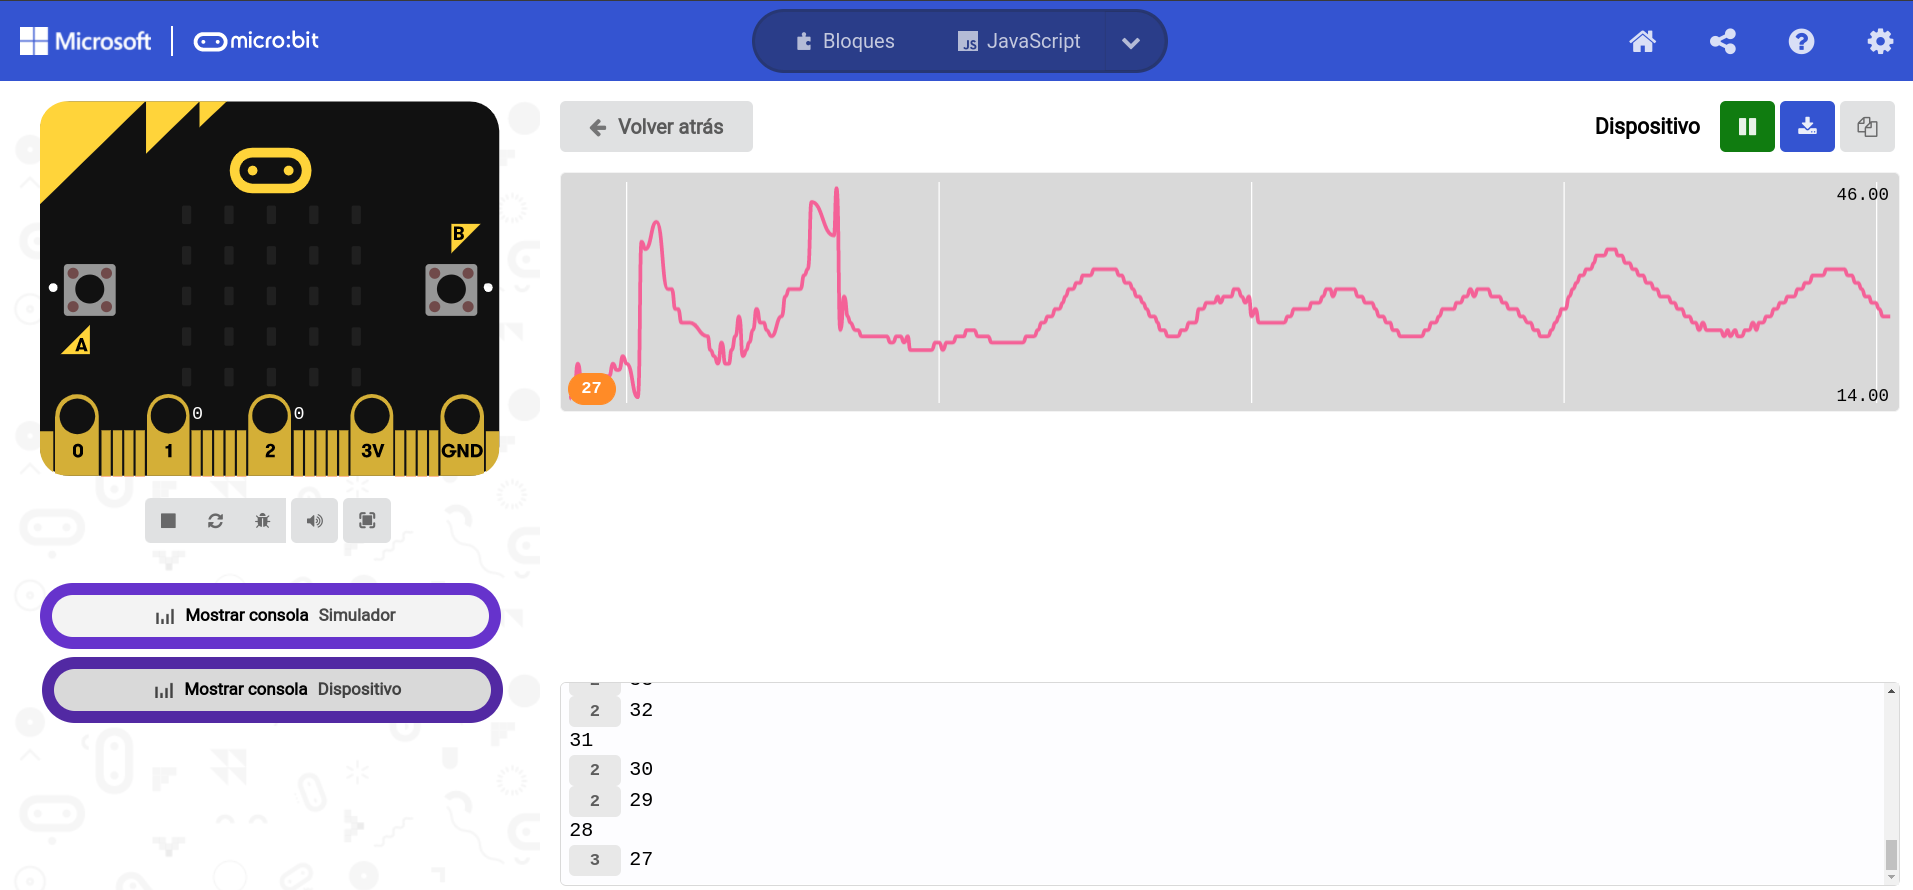 Microsoft micro:bit Bloques JS JavaScript
Volver atrás Dispositivo
46.00
27
14.00
B
A
0 0
0 1 2 3V GND
Mostrar consola Simulador
Mostrar consola Dispositivo
2 32
31
2 30
2 29
28
3 27